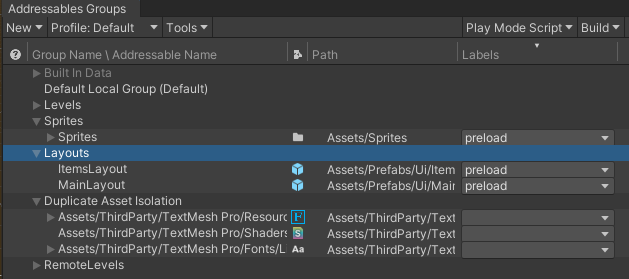 Addressables Groups
New Profile: Default Tools Play Mode Script Build
Group Name \ Addressable Name Path Labels
Built In Data
Default Local Group (Default)
Levels
Sprites
Sprites Assets/Sprites preload
Layouts
ItemsLayout Assets/Prefabs/Ui/Item preload
MainLayout Assets/Prefabs/Ui/Mair preload
Duplicate Asset Isolation
Assets/ThirdParty/TextMesh Pro/Resourc Assets/ThirdParty/Text
Assets/ThirdParty/TextMesh Pro/Shaders Assets/ThirdParty/Text
Assets/ThirdParty/TextMesh Pro/Fonts/L Aa Assets/ThirdParty/Text
RemoteLevels